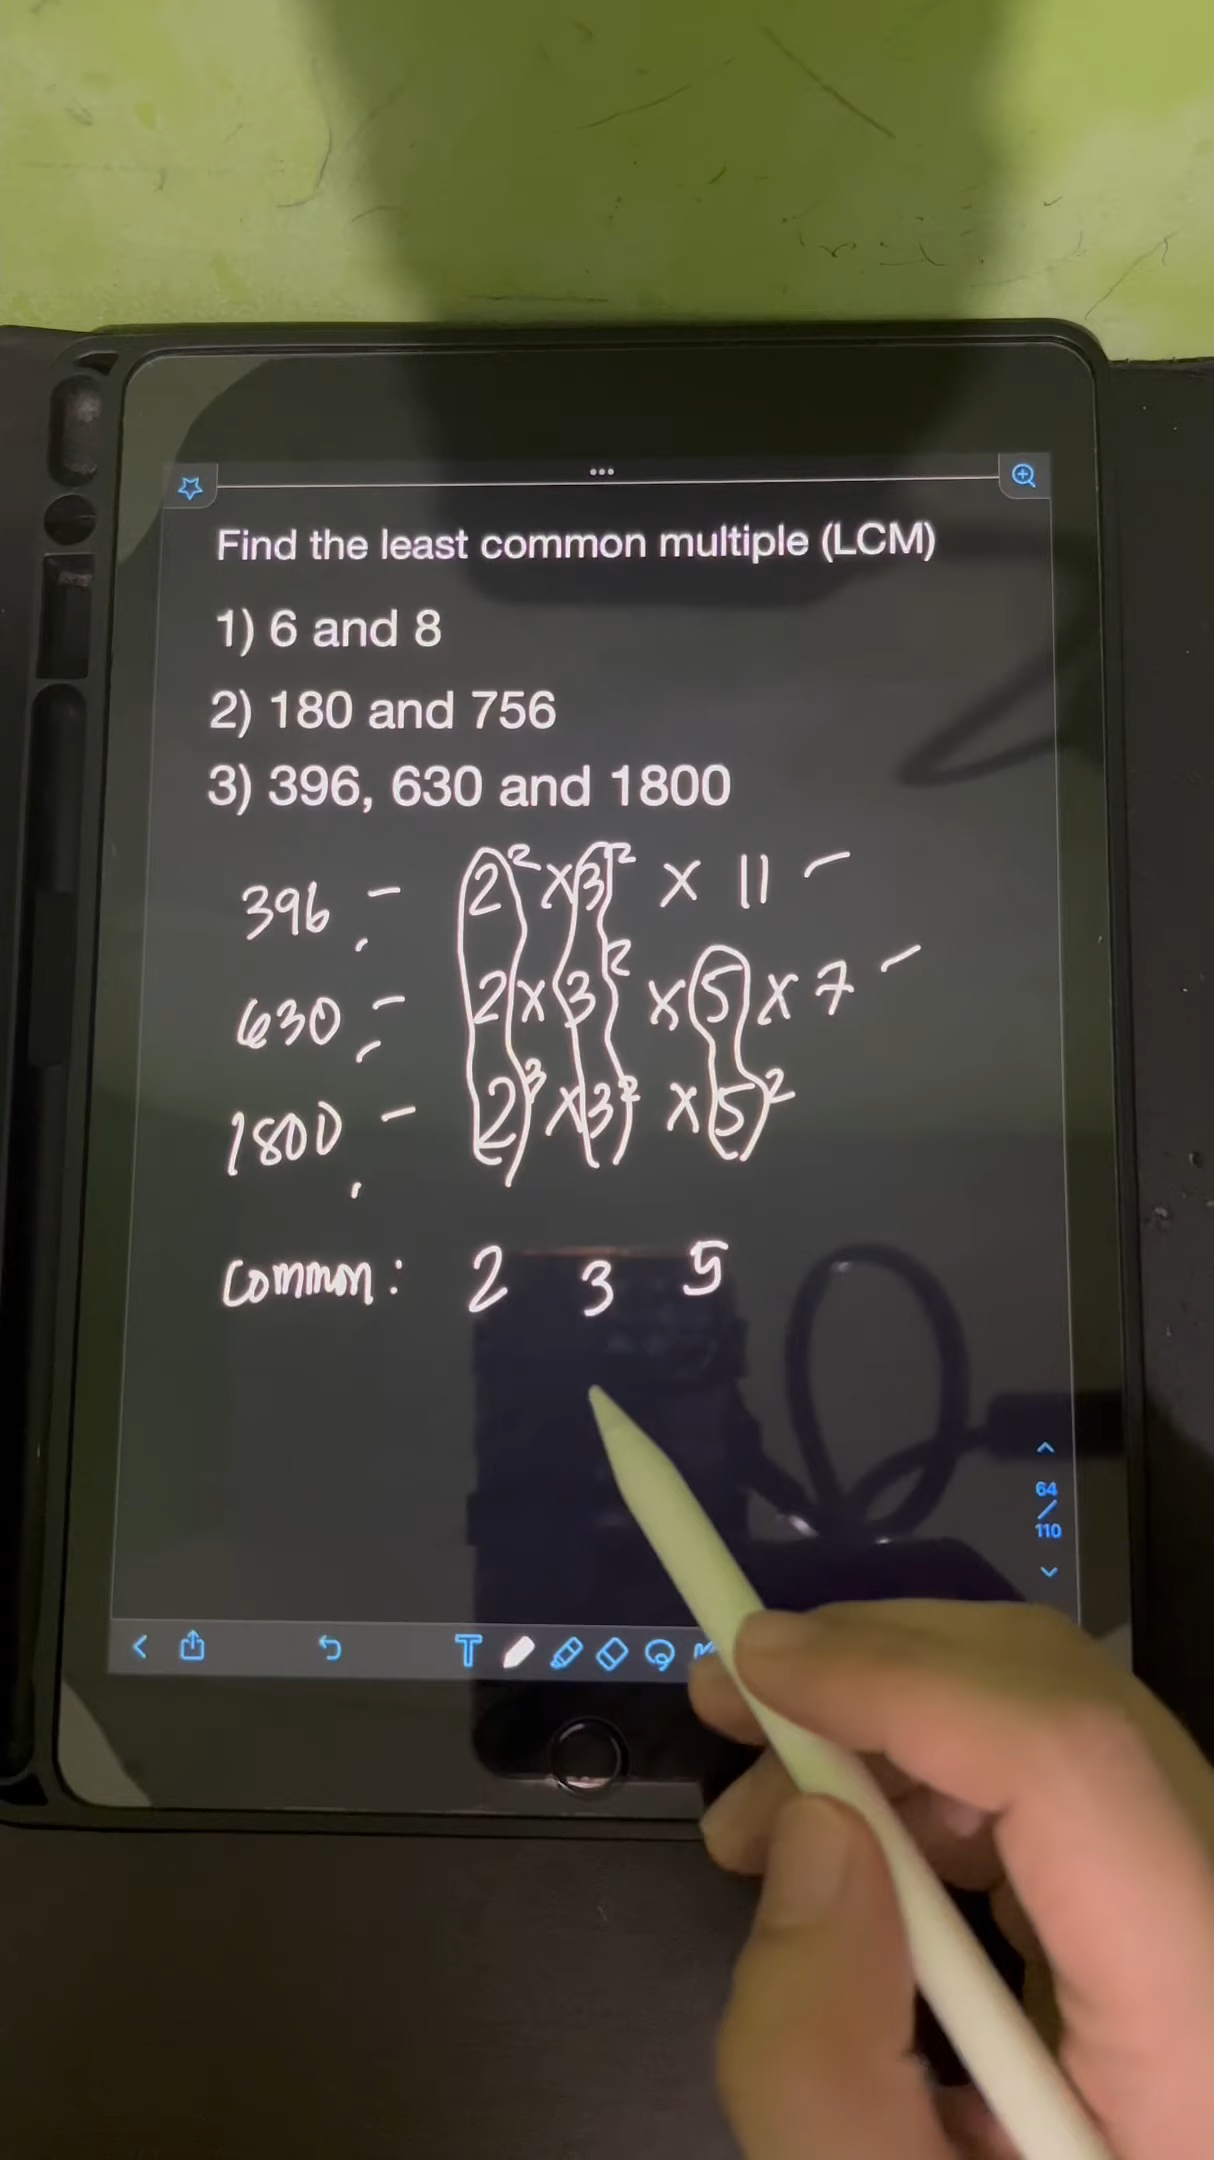 Find the least common multiple (LCM)
1) 6 and 8
2) 180 and 756
3) 396, 630 and 1800
396 - 2² x 3² x 11 -
630 - 2 x 3² x 5 x 7 -
1800 - 2³ x 3² x 5²
Common: 2 3 5
64
/
110
T